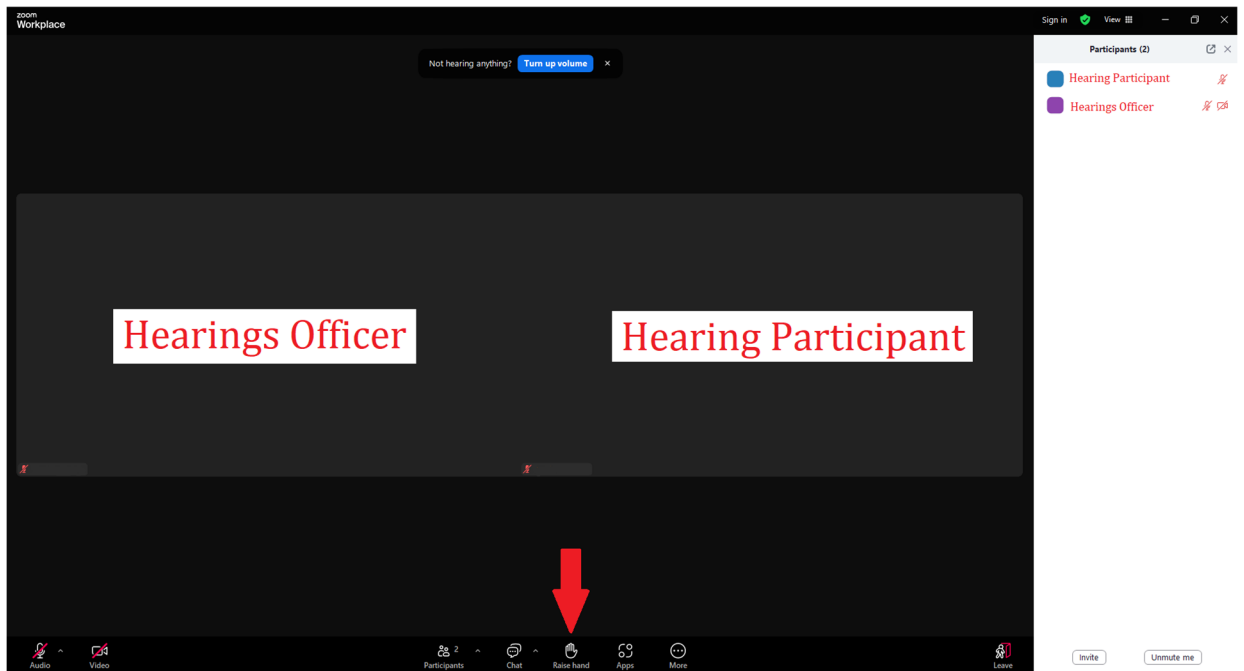 zoom
Workplace
Sign in View
Not hearing anything? Turn up volume
Participants (2)
Hearing Participant
Hearings Officer
Hearings Officer
Hearing Participant
Audio Video Participants 2 Chat Raise hand Apps More Leave
Invite Unmute me